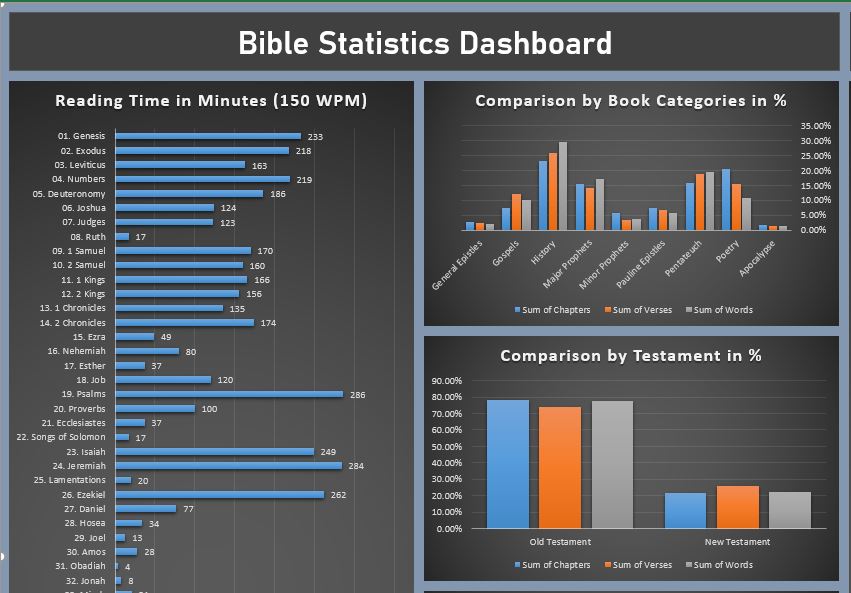 Bible Statistics Dashboard
Reading Time in Minutes (150 WPM)
01. Genesis 233
02. Exodus 218
03. Leviticus 163
04. Numbers 219
05. Deuteronomy 186
06. Joshua 124
07. Judges 123
08. Ruth 17
09. 1 Samuel 170
10. 2 Samuel 160
11. 1 Kings 166
12. 2 Kings 156
13. 1 Chronicles 135
14. 2 Chronicles 174
15. Ezra 49
16. Nehemiah 80
17. Esther 37
18. Job 120
19. Psalms 286
20. Proverbs 100
21. Ecclesiastes 37
22. Songs of Solomon 17
23. Isaiah 249
24. Jeremiah 284
25. Lamentations 20
26. Ezekiel 262
27. Daniel 77
28. Hosea 34
29. Joel 13
30. Amos 28
31. Obadiah 4
32. Jonah 8
Comparison by Book Categories in %
35.00%
30.00%
25.00%
20.00%
15.00%
10.00%
5.00%
0.00%
General Epistles
Gospels
History
Major Prophets
Minor Prophets
Pauline Epistles
Pentateuch
Poetry
Apocalypse
Sum of Chapters Sum of Verses Sum of Words
Comparison by Testament in %
90.00%
80.00%
70.00%
60.00%
50.00%
40.00%
30.00%
20.00%
10.00%
0.00%
Old Testament New Testament
Sum of Chapters Sum of Verses Sum of Words